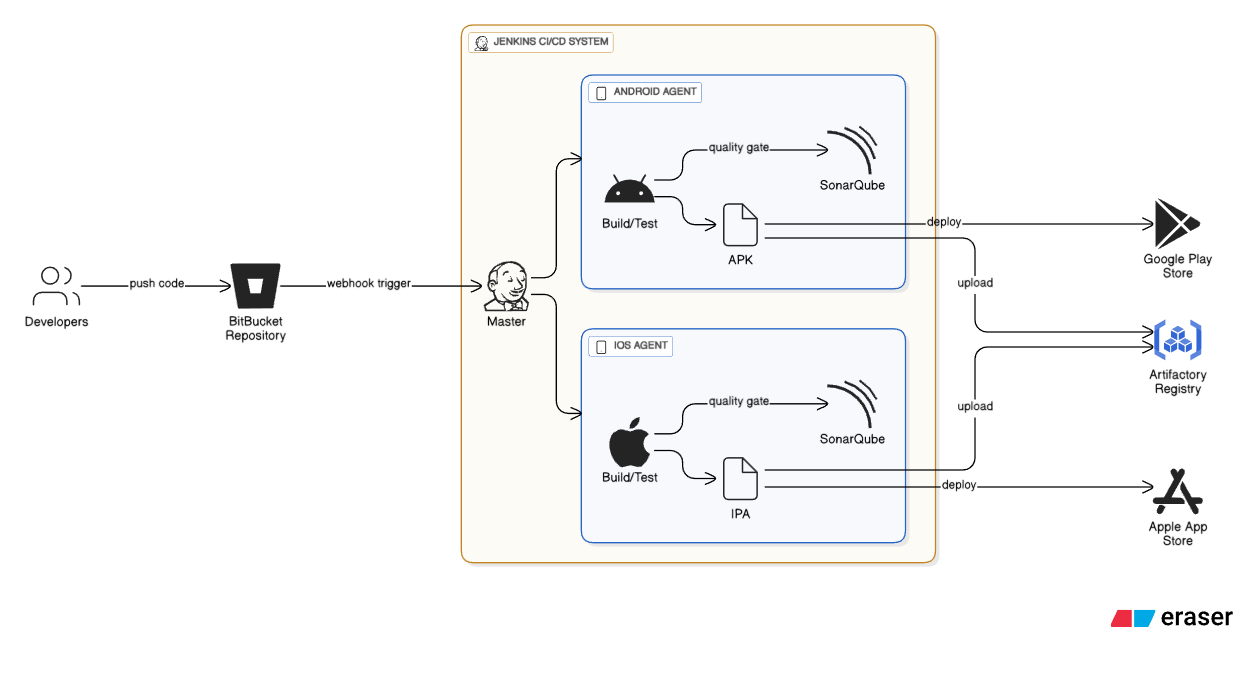 JENKINS CI/CD SYSTEM
ANDROID AGENT
quality gate
SonarQube
Build/Test
APK
deploy
Google Play
Store
upload
Developers
push code
BitBucket
Repository
webhook trigger
Master
IOS AGENT
quality gate
SonarQube
Build/Test
IPA
upload
Artifactory
Registry
deploy
Apple App
Store
eraser